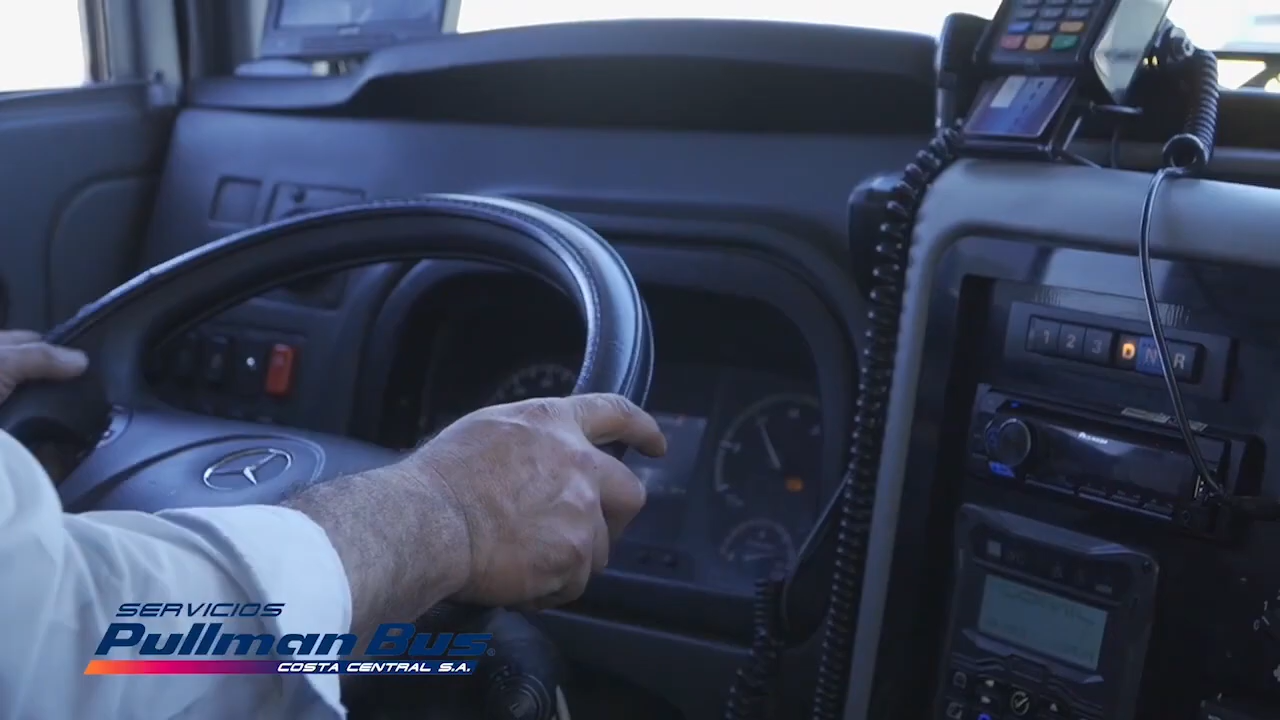 1 2 3 D N R
SERVICIOS
Pullman Bus®
COSTA CENTRAL S.A.